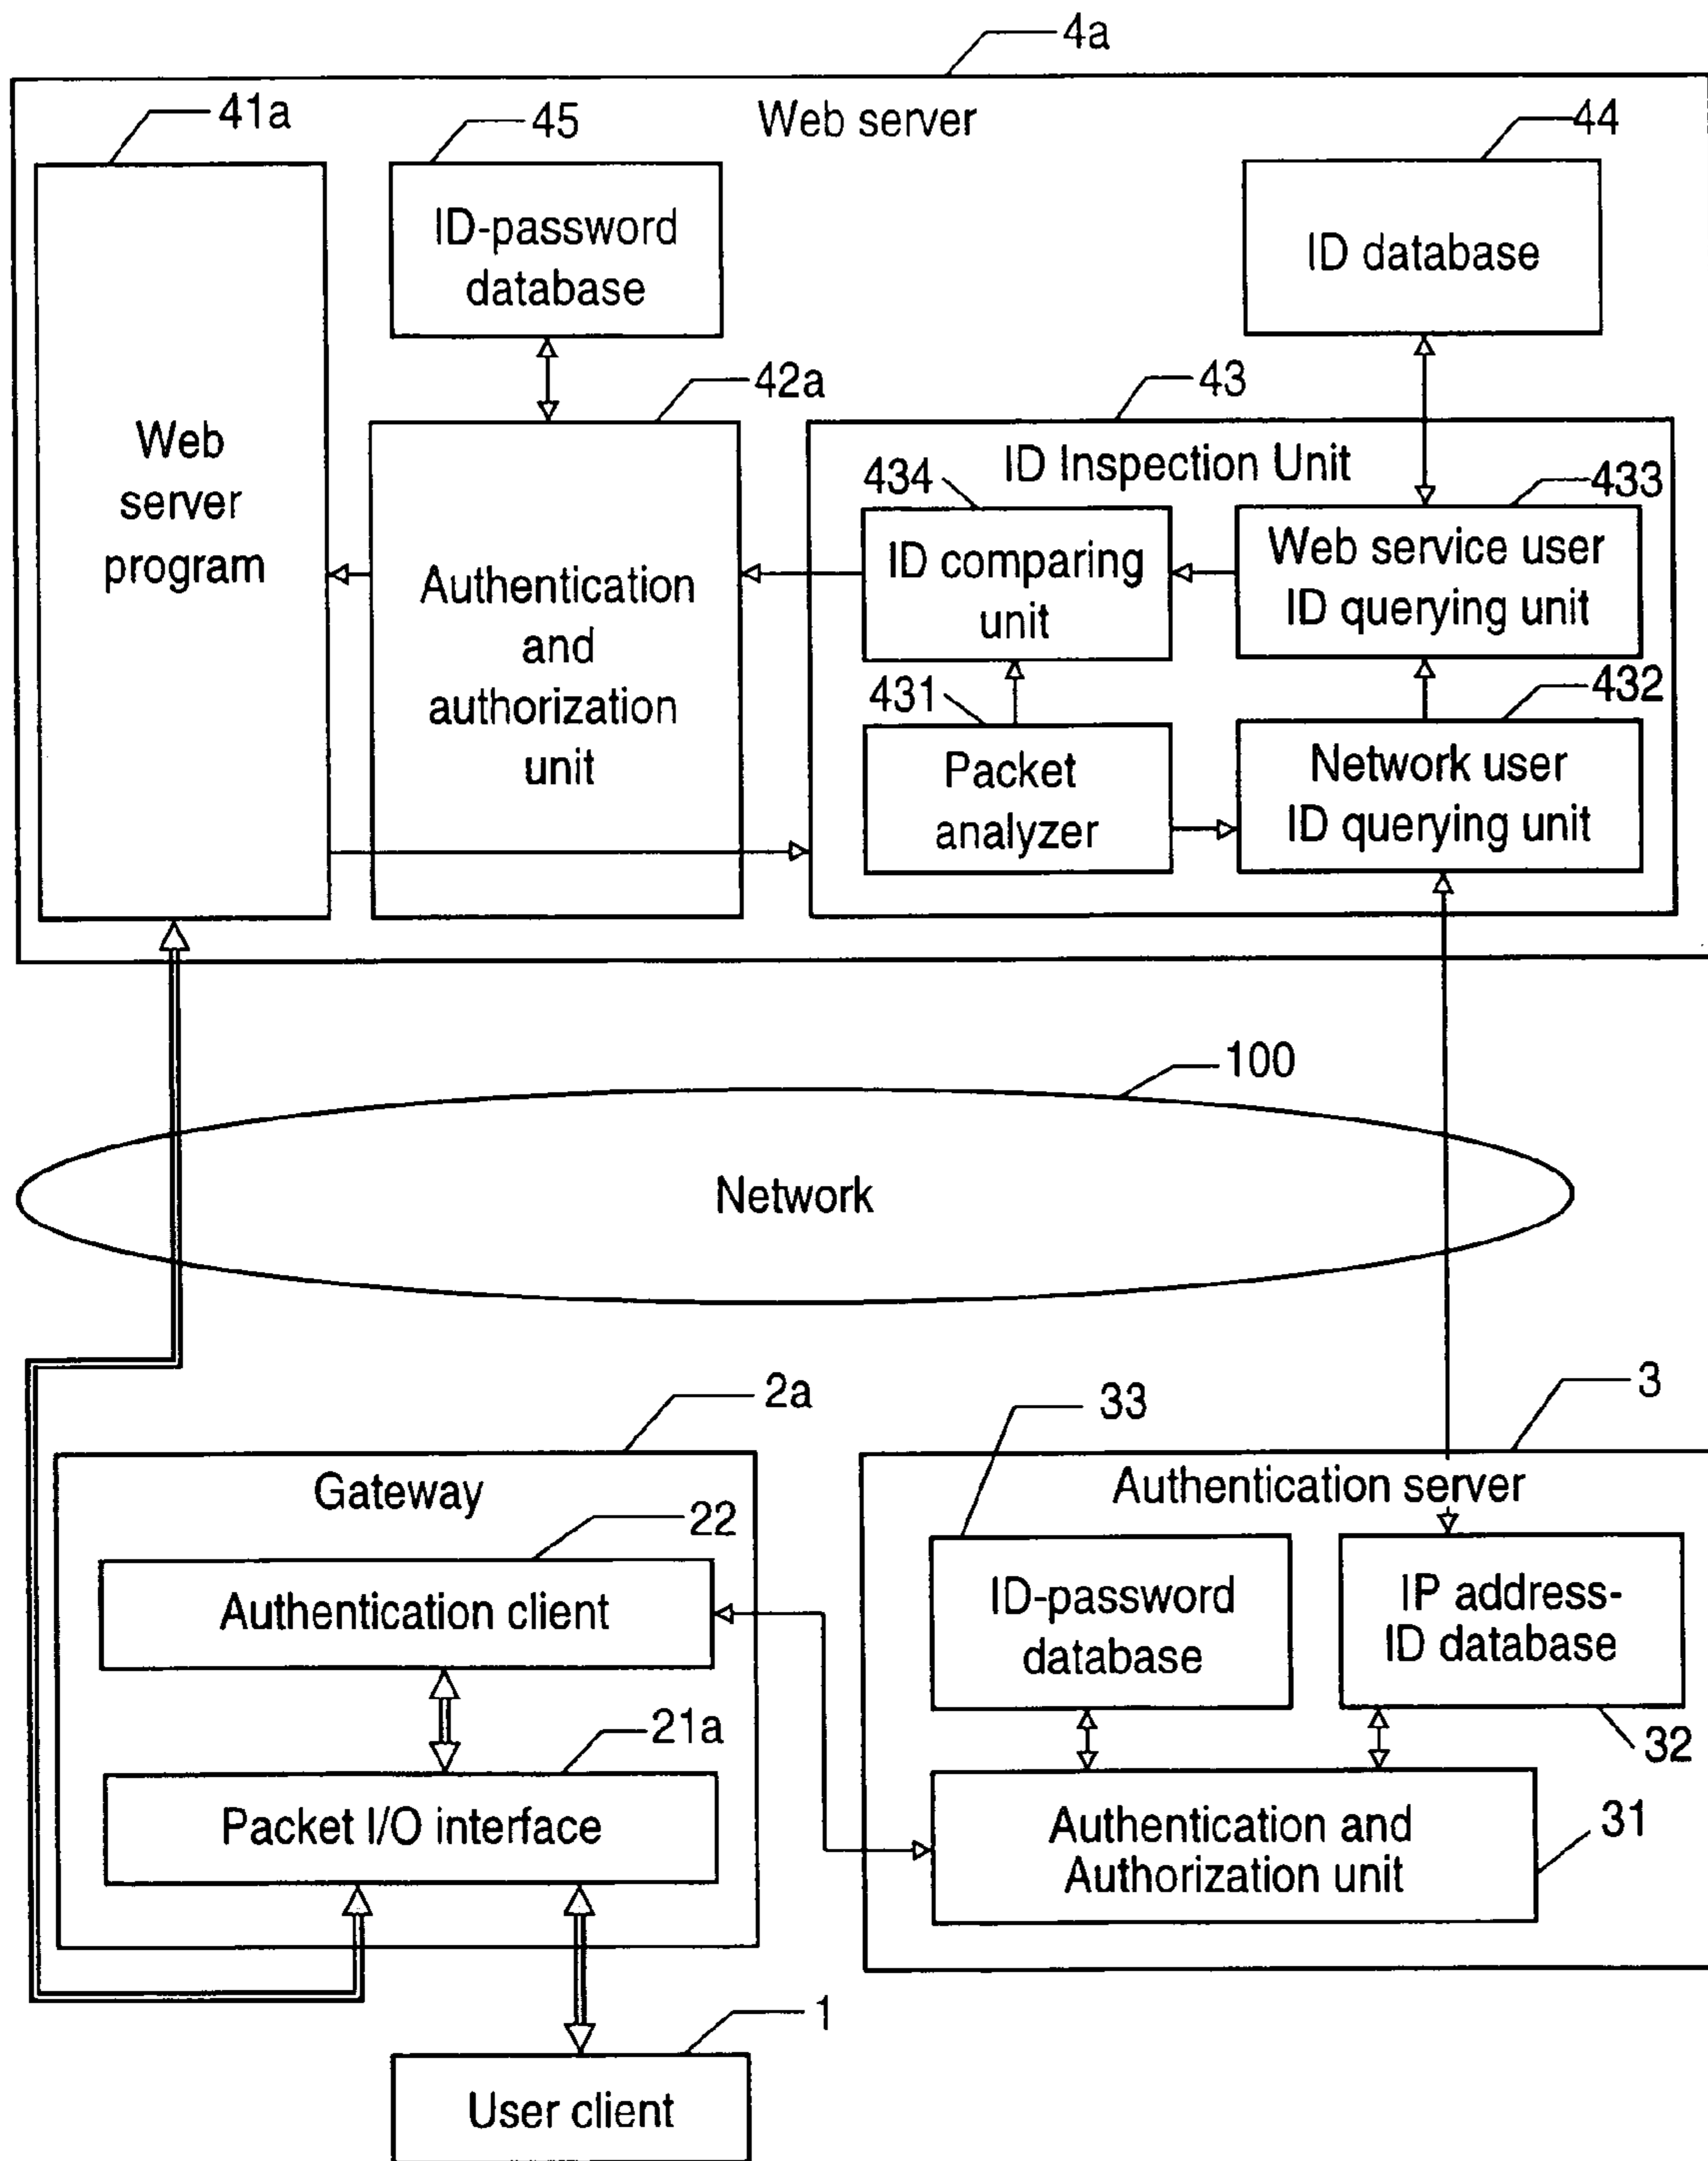 4a
Web server
41a
45
44
ID-password
database
ID database
42a
43
Web
server
program
Authentication
and
authorization
unit
ID Inspection Unit
434
433
ID comparing
unit
Web service user
ID querying unit
431
432
Packet
analyzer
Network user
ID querying unit
100
Network
2a
Gateway
22
Authentication client
21a
Packet I/O interface
33
3
Authentication server
ID-password
database
IP address-
ID database
32
31
Authentication and
Authorization unit
1
User client